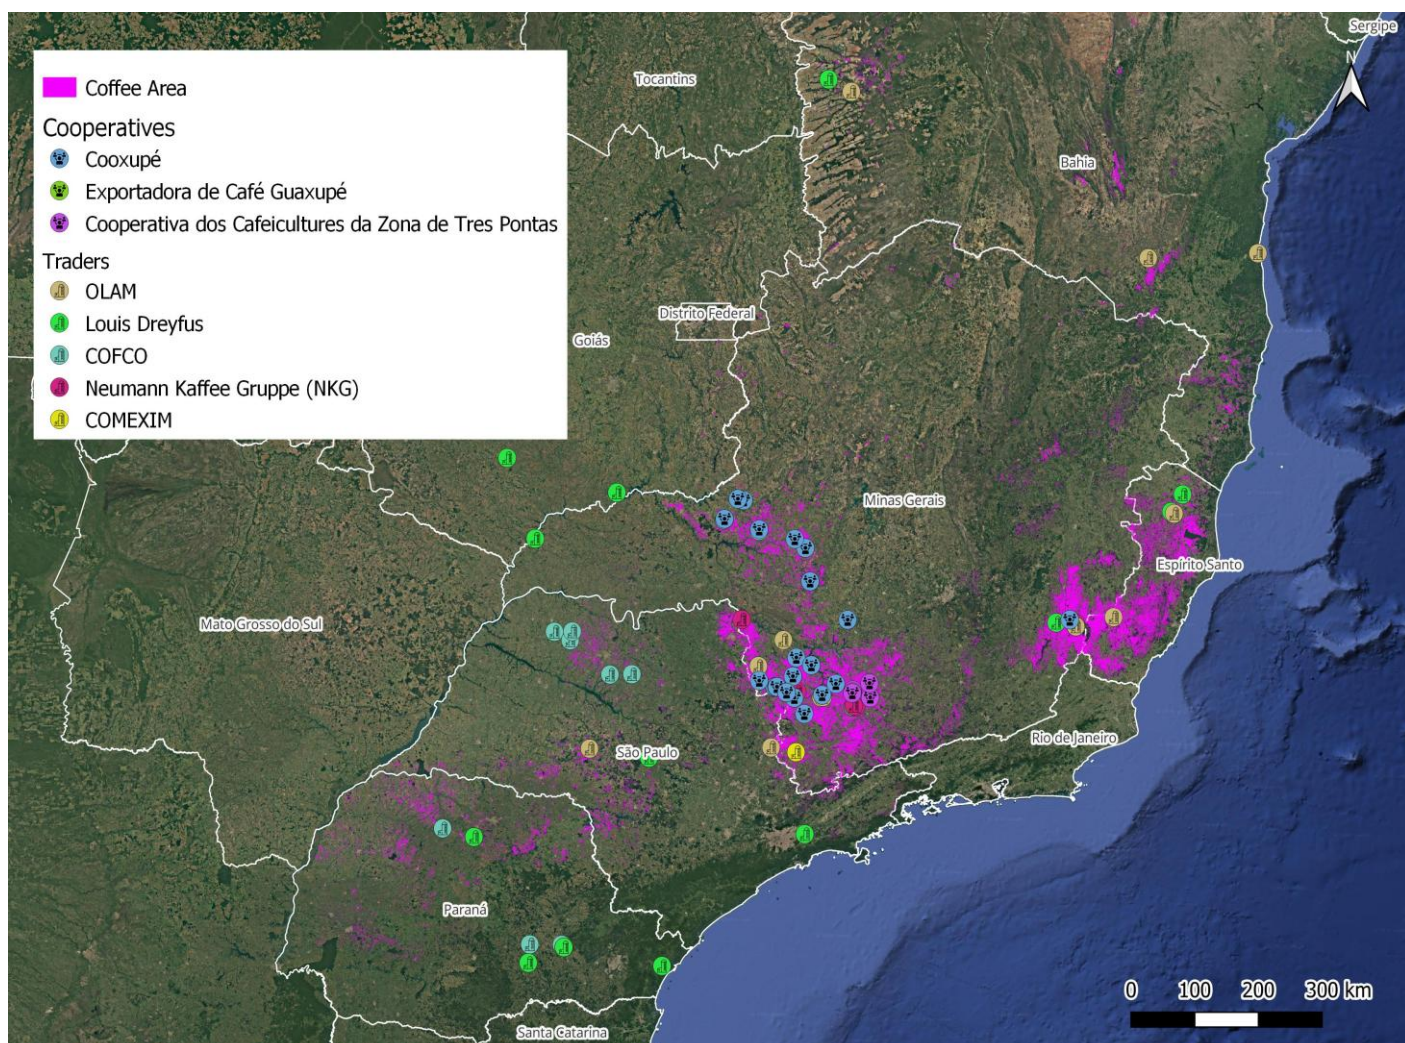 Sergipe
N
Tocantins
Coffee Area
Cooperatives
Cooxupé
Bahia
Exportadora de Café Guaxupé
Cooperativa dos Cafeicultures da Zona de Tres Pontas
Traders
OLAM
Louis Dreyfus
Distrito Federal
Goiás
COFCO
Neumann Kaffee Gruppe (NKG)
COMEXIM
Minas Gerais
Espírito Santo
Mato Grosso do Sul
Rio de Janeiro
São Paulo
Paraná
0 100 200 300 km
Santa Catarina